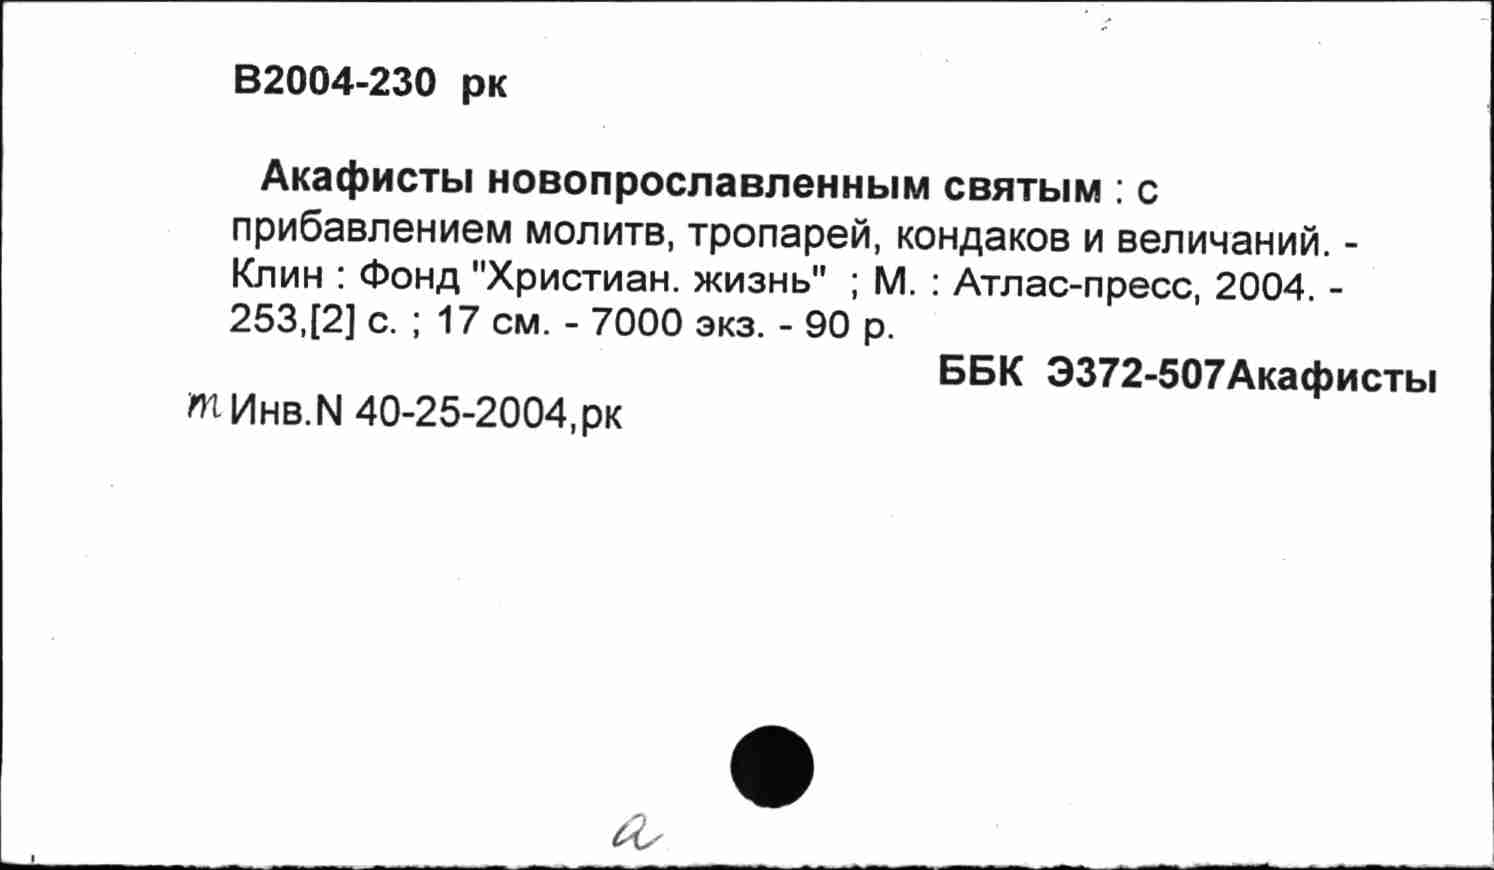 В2004-230 рк
Акафисты новопрославленным святым : с
прибавлением молитв, тропарей, кондаков и величаний. -
Клин : Фонд "Христиан. жизнь" ; М. : Атлас-пресс, 2004. -
253,[2] с. ; 17 см. - 7000 экз. - 90 р.
ББК Э372-507Акафисты
т Инв.N 40-25-2004,рк
а